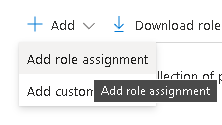 Add Download role
Add role assignment
llection of p
Add custom Add role assignment